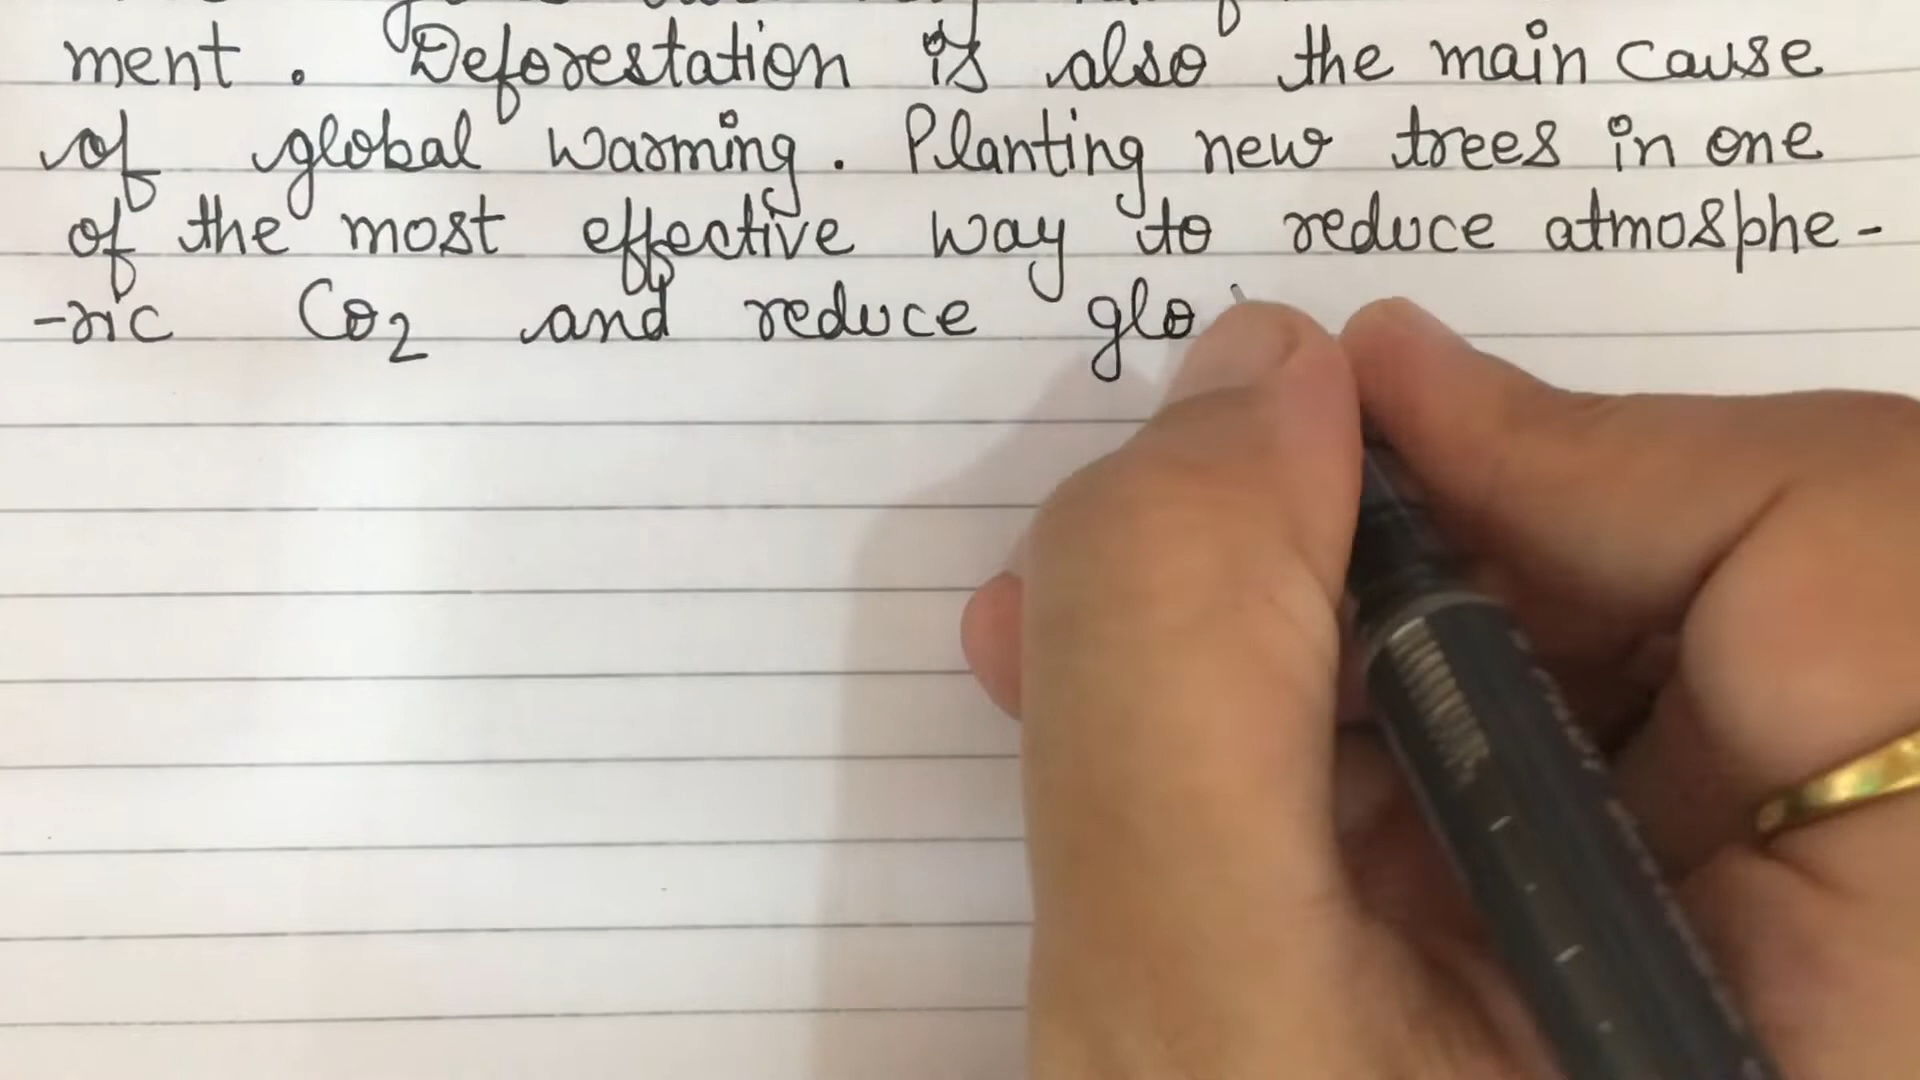 ment. Deforestation is also the main cause
of global warming. Planting new trees in one
of the most effective way to reduce atmosphe-
-ric Co2 and reduce glo